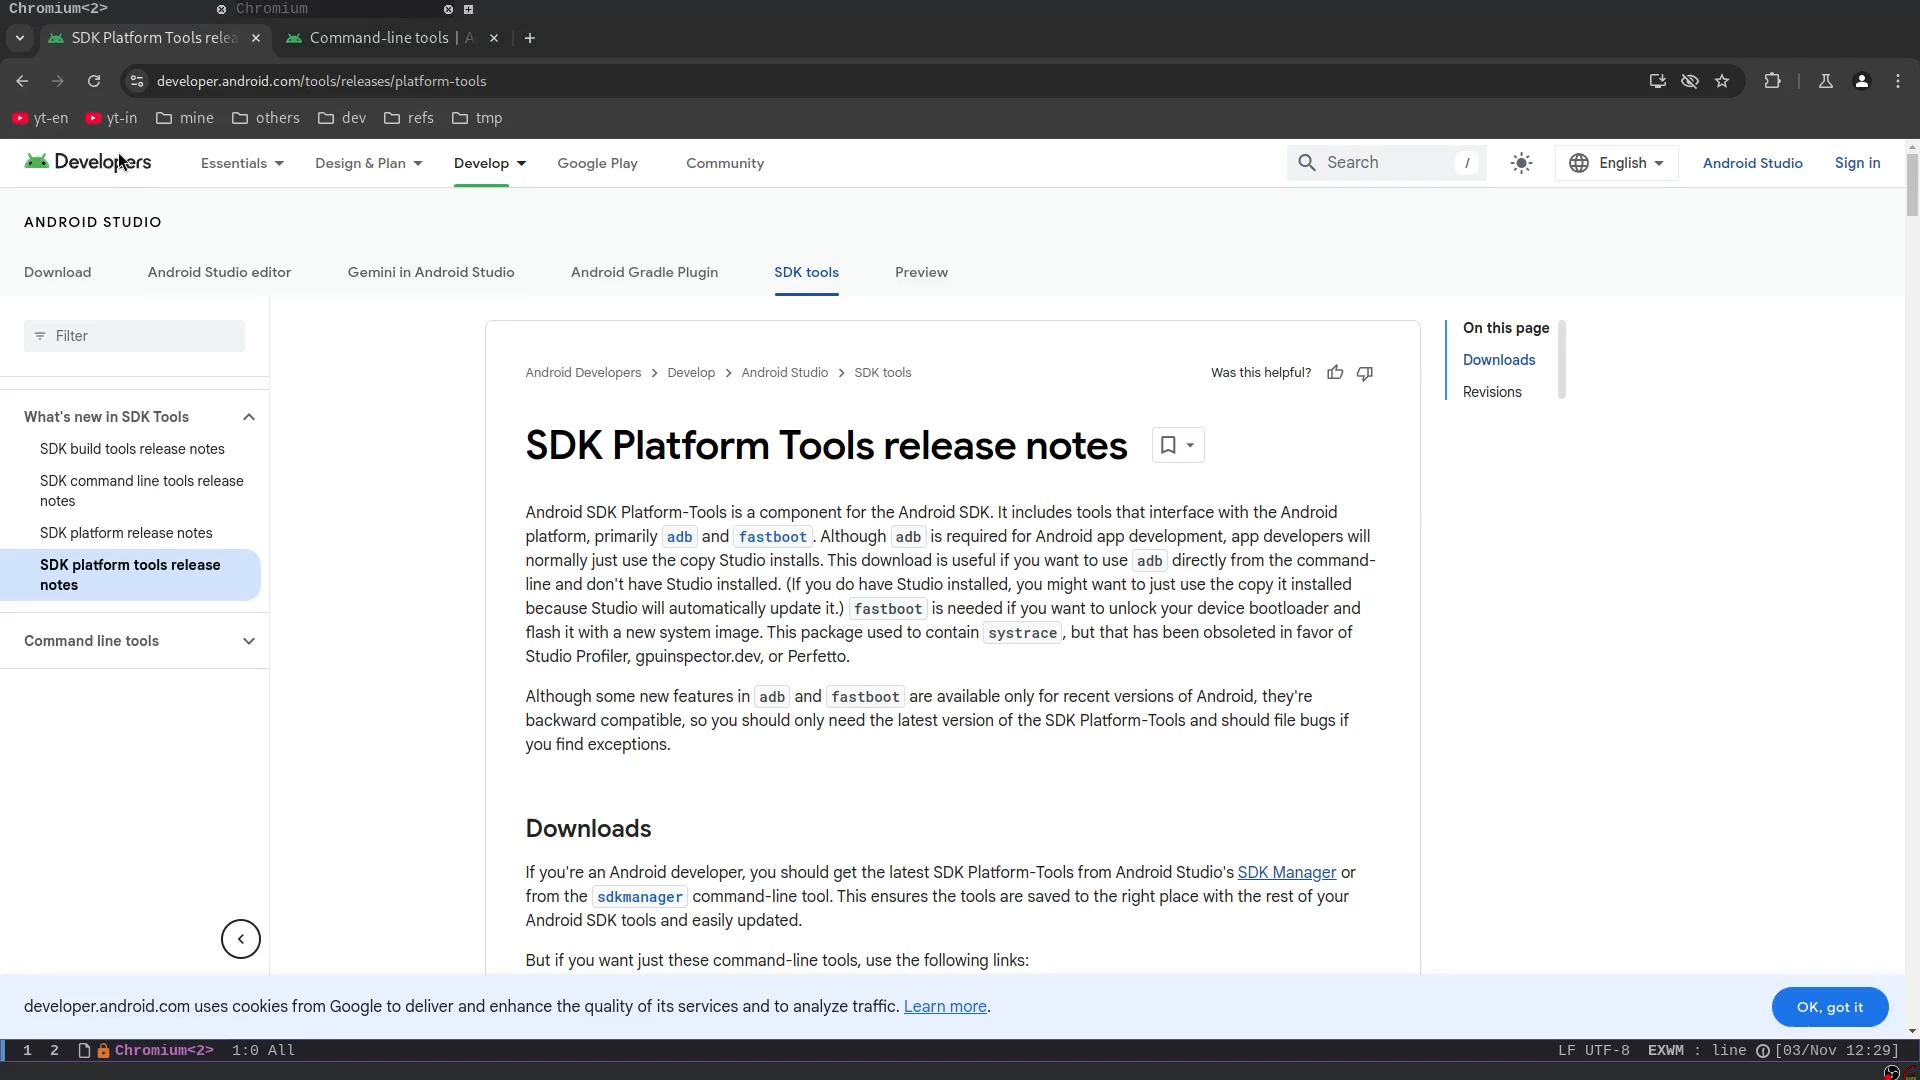 Chromium<2>
Chromium
SDK Platform Tools relea
Command-line tools | A
developer.android.com/tools/releases/platform-tools
yt-en
yt-in
mine
others
dev
refs
tmp
Developers
Essentials
Design & Plan
Develop
Google Play
Community
Search
/
English
Android Studio
Sign in
ANDROID STUDIO
Download
Android Studio editor
Gemini in Android Studio
Android Gradle Plugin
SDK tools
Preview
Filter
What's new in SDK Tools
SDK build tools release notes
SDK command line tools release
notes
SDK platform release notes
SDK platform tools release
notes
Command line tools
Android Developers > Develop > Android Studio > SDK tools
Was this helpful?
SDK Platform Tools release notes
Android SDK Platform-Tools is a component for the Android SDK. It includes tools that interface with the Android
platform, primarily adb and fastboot. Although adb is required for Android app development, app developers will
normally just use the copy Studio installs. This download is useful if you want to use adb directly from the command-
line and don't have Studio installed. (If you do have Studio installed, you might want to just use the copy it installed
because Studio will automatically update it.) fastboot is needed if you want to unlock your device bootloader and
flash it with a new system image. This package used to contain systrace, but that has been obsoleted in favor of
Studio Profiler, gpuinspector.dev, or Perfetto.
Although some new features in adb and fastboot are available only for recent versions of Android, they're
backward compatible, so you should only need the latest version of the SDK Platform-Tools and should file bugs if
you find exceptions.
Downloads
If you're an Android developer, you should get the latest SDK Platform-Tools from Android Studio's SDK Manager or
from the sdkmanager command-line tool. This ensures the tools are saved to the right place with the rest of your
Android SDK tools and easily updated.
But if you want just these command-line tools, use the following links:
On this page
Downloads
Revisions
developer.android.com uses cookies from Google to deliver and enhance the quality of its services and to analyze traffic. Learn more.
OK, got it
1 2 Chromium<2> 1:0 All
LF UTF-8 EXWM : line [03/Nov 12:29]